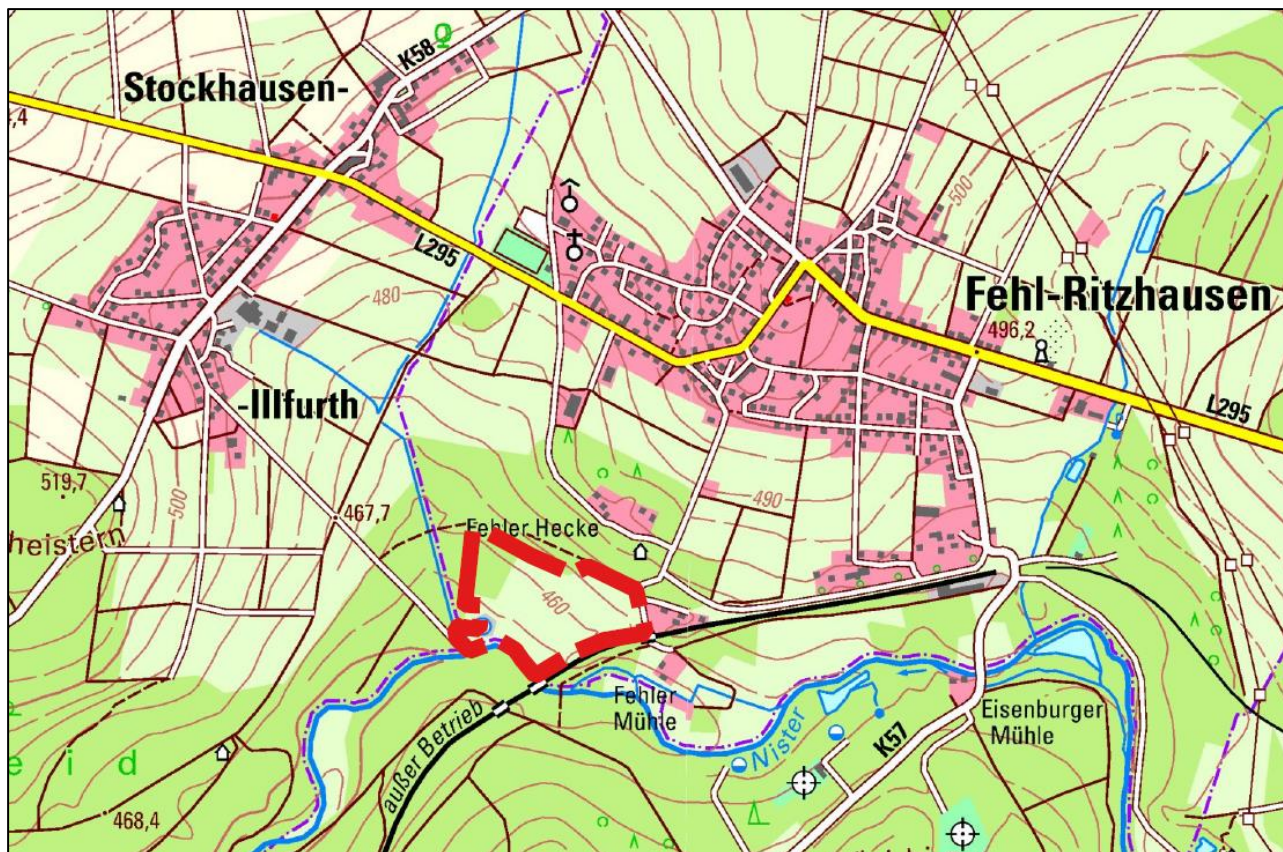 K58
Stockhausen-
L295
480
500
Fehl-Ritzhausen
496,2
L295
-Illfurth
519,7
500
467,7
490
heistern
Fehler Hecke
460
Fehler
Mühle
außer Betrieb
Nister
Eisenburger
Mühle
K57
e i d
468,4